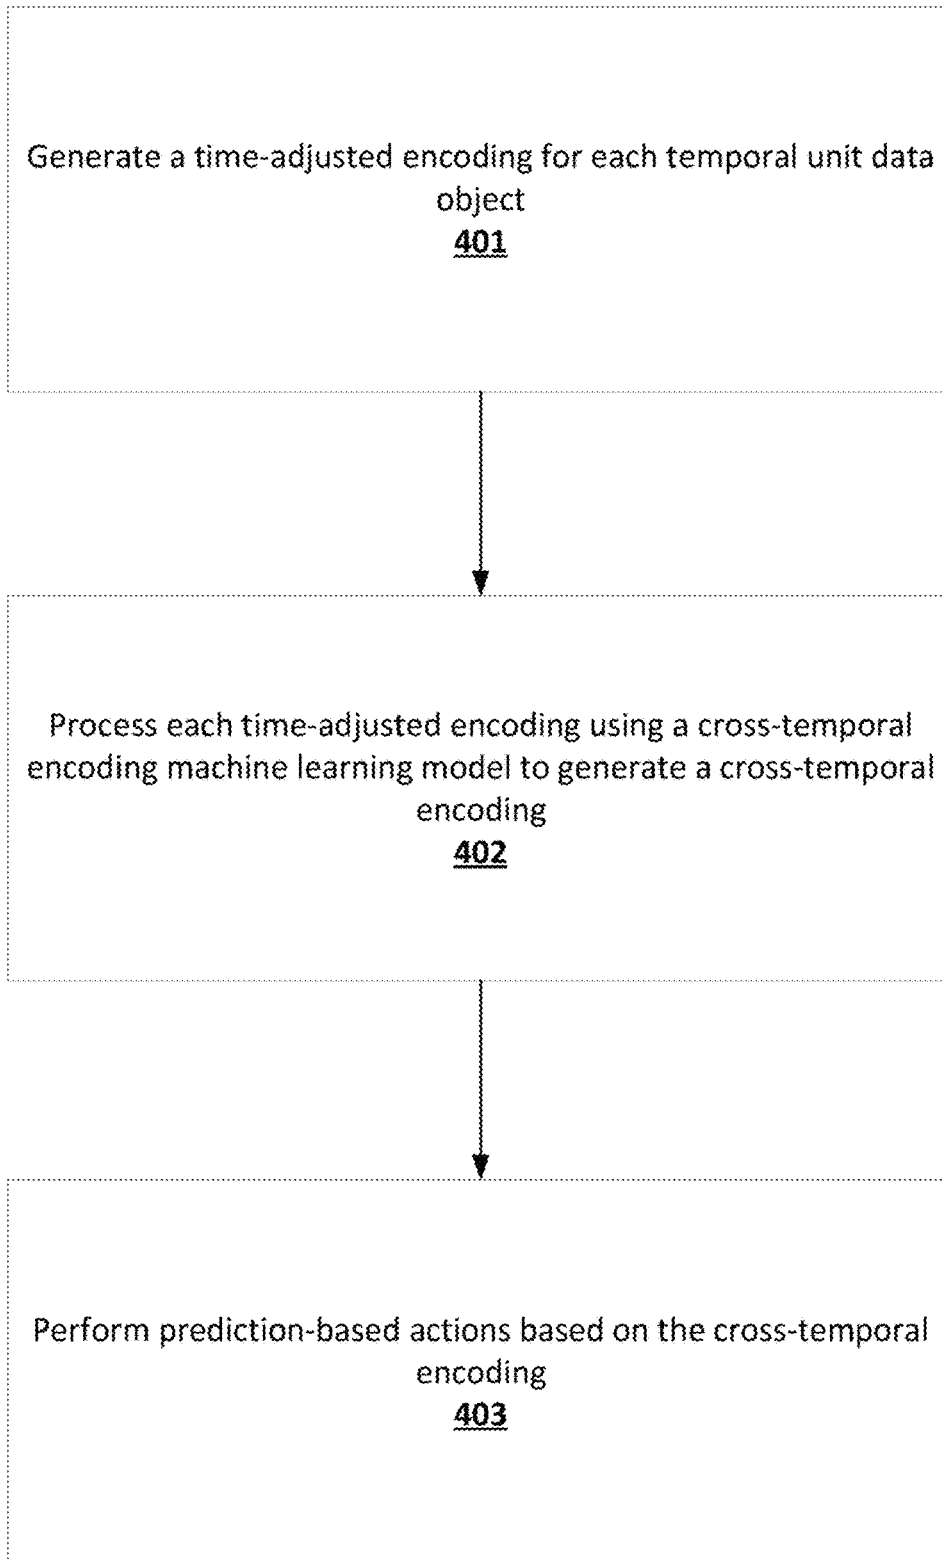 Generate a time-adjusted encoding for each temporal unit data
object
401
Process each time-adjusted encoding using a cross-temporal
encoding machine learning model to generate a cross-temporal
encoding
402
Perform prediction-based actions based on the cross-temporal
encoding
403